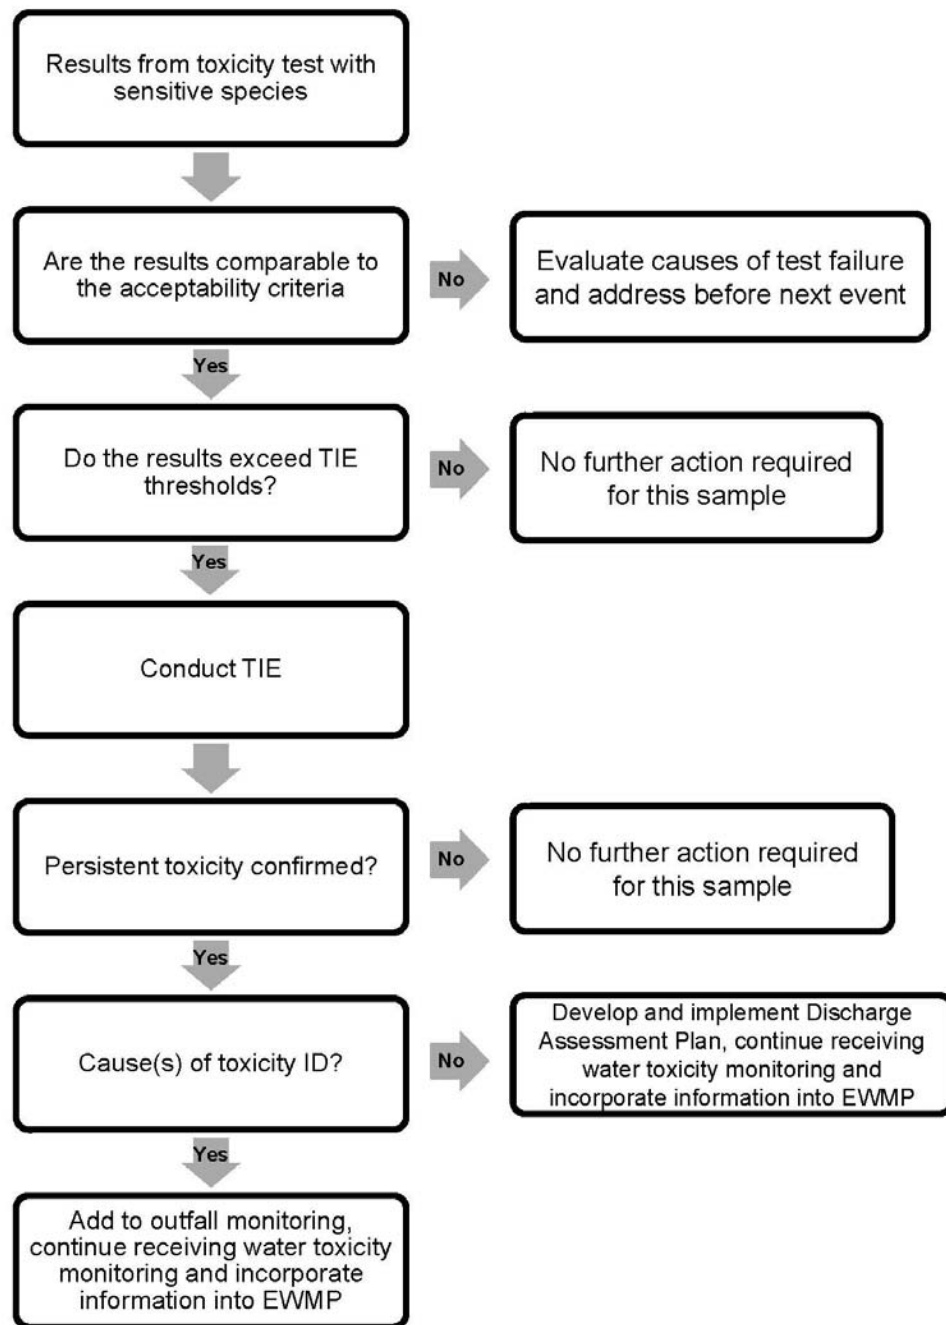 Results from toxicity test with
sensitive species
Are the results comparable to
the acceptability criteria
No
Evaluate causes of test failure
and address before next event
Yes
Do the results exceed TIE
thresholds?
No
No further action required
for this sample
Yes
Conduct TIE
Persistent toxicity confirmed?
No
No further action required
for this sample
Yes
Cause(s) of toxicity ID?
No
Develop and implement Discharge
Assessment Plan, continue receiving
water toxicity monitoring and
incorporate information into EWMP
Yes
Add to outfall monitoring,
continue receiving water toxicity
monitoring and incorporate
information into EWMP